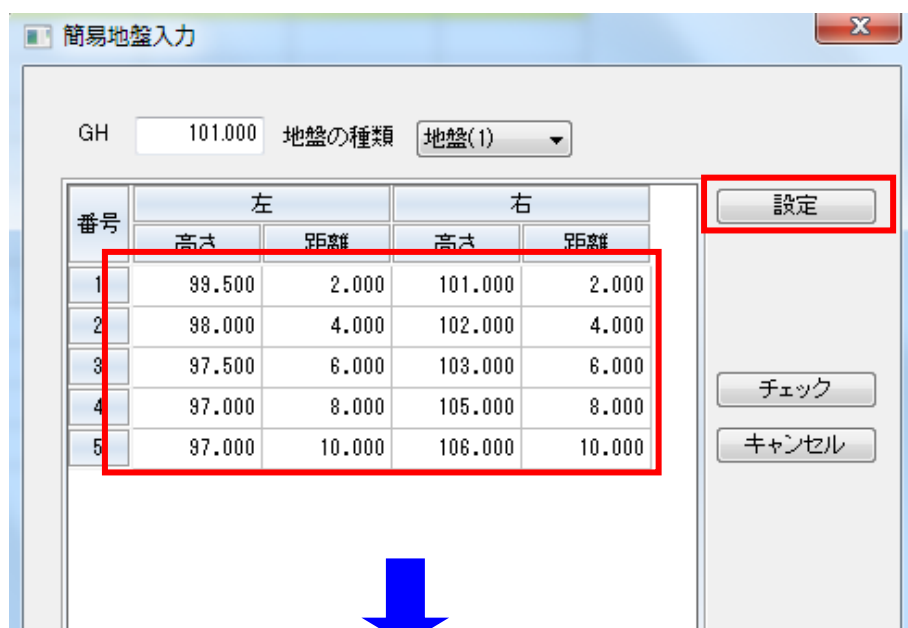 簡易地盤入力
x
GH 101.000 地盤の種類 地盤(1)
番号 左 右
高さ 距離 高さ 距離
1 99.500 2.000 101.000 2.000
2 98.000 4.000 102.000 4.000
3 97.500 6.000 103.000 6.000
4 97.000 8.000 105.000 8.000
5 97.000 10.000 106.000 10.000
設定
チェック
キャンセル